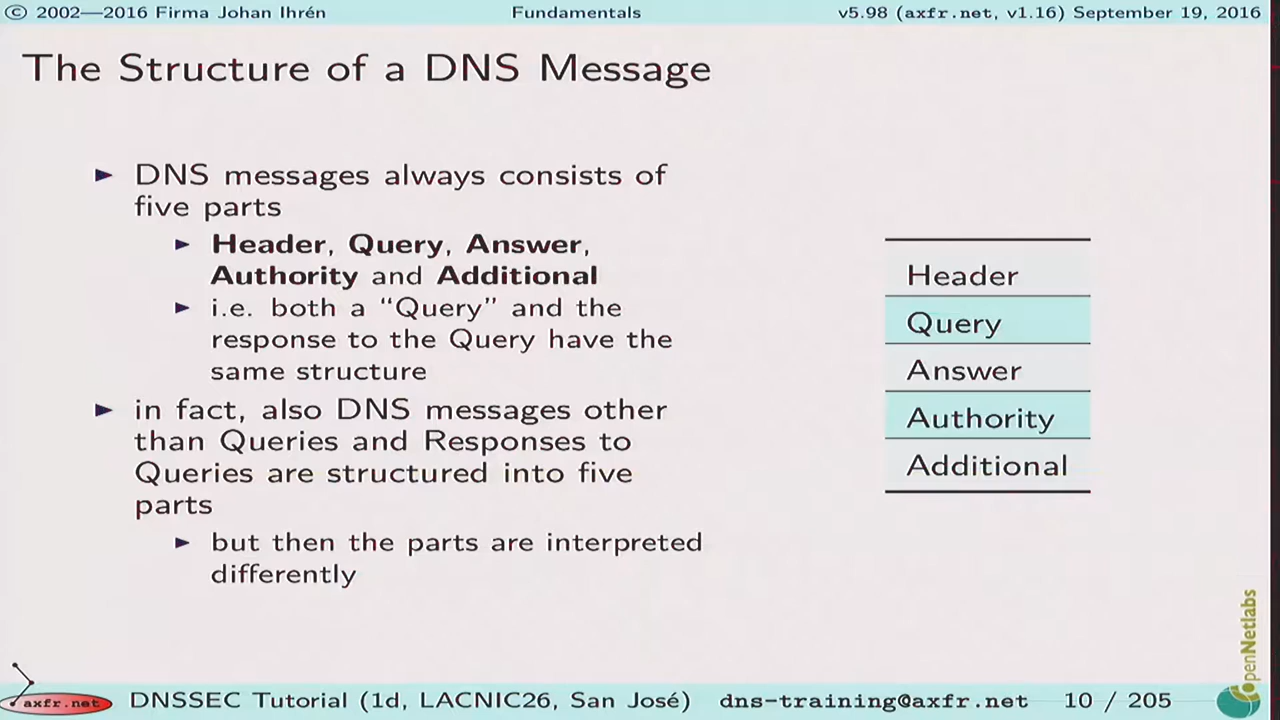 © 2002—2016 Firma Johan Ihrén Fundamentals v5.98 (axfr.net, v1.16) September 19, 2016
The Structure of a DNS Message
► DNS messages always consists of
five parts
► Header, Query, Answer,
Authority and Additional
► i.e. both a “Query” and the
response to the Query have the
same structure
► in fact, also DNS messages other
than Queries and Responses to
Queries are structured into five
parts
► but then the parts are interpreted
differently
Header
Query
Answer
Authority
Additional
OpenNetlabs
axfr.net DNSSEC Tutorial (1d, LACNIC26, San José) dns-training@axfr.net 10 / 205